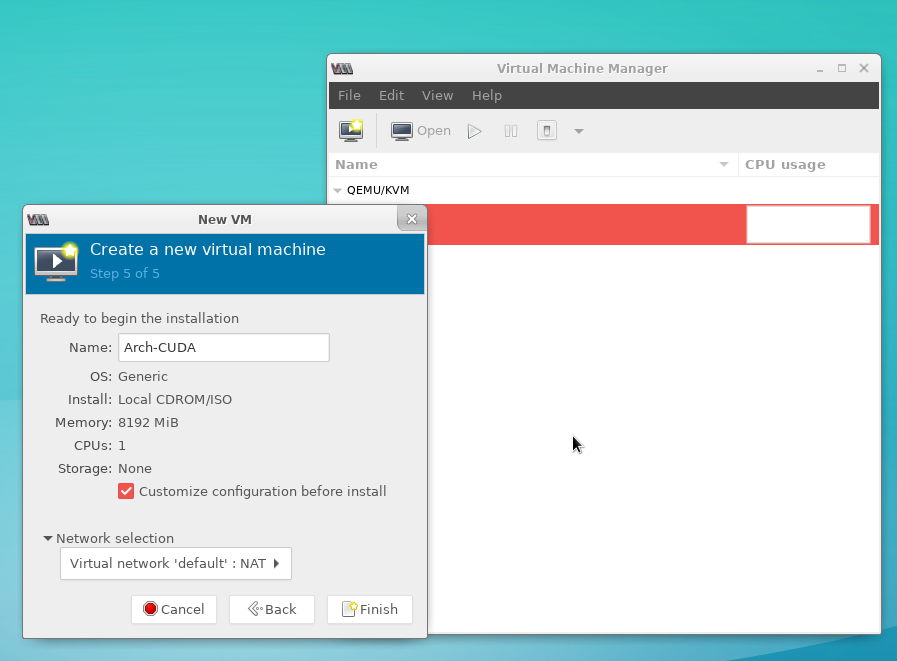 Virtual Machine Manager
File Edit View Help
Open
Name CPU usage
QEMU/KVM
New VM
Create a new virtual machine
Step 5 of 5
Ready to begin the installation
Name: Arch-CUDA
OS: Generic
Install: Local CDROM/ISO
Memory: 8192 MiB
CPUs: 1
Storage: None
Customize configuration before install
Network selection
Virtual network 'default' : NAT
Cancel Back Finish